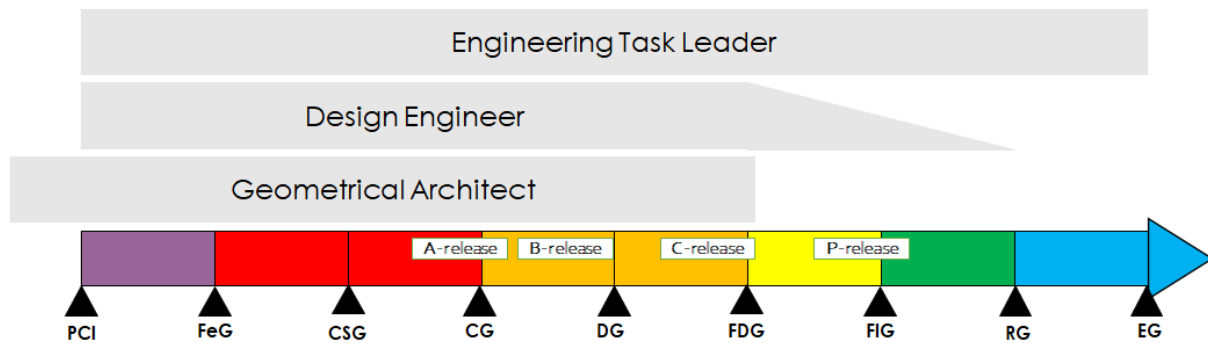 Engineering Task Leader
Design Engineer
Geometrical Architect
A-release B-release C-release P-release
PCI FeG CSG CG DG FDG FIG RG EG